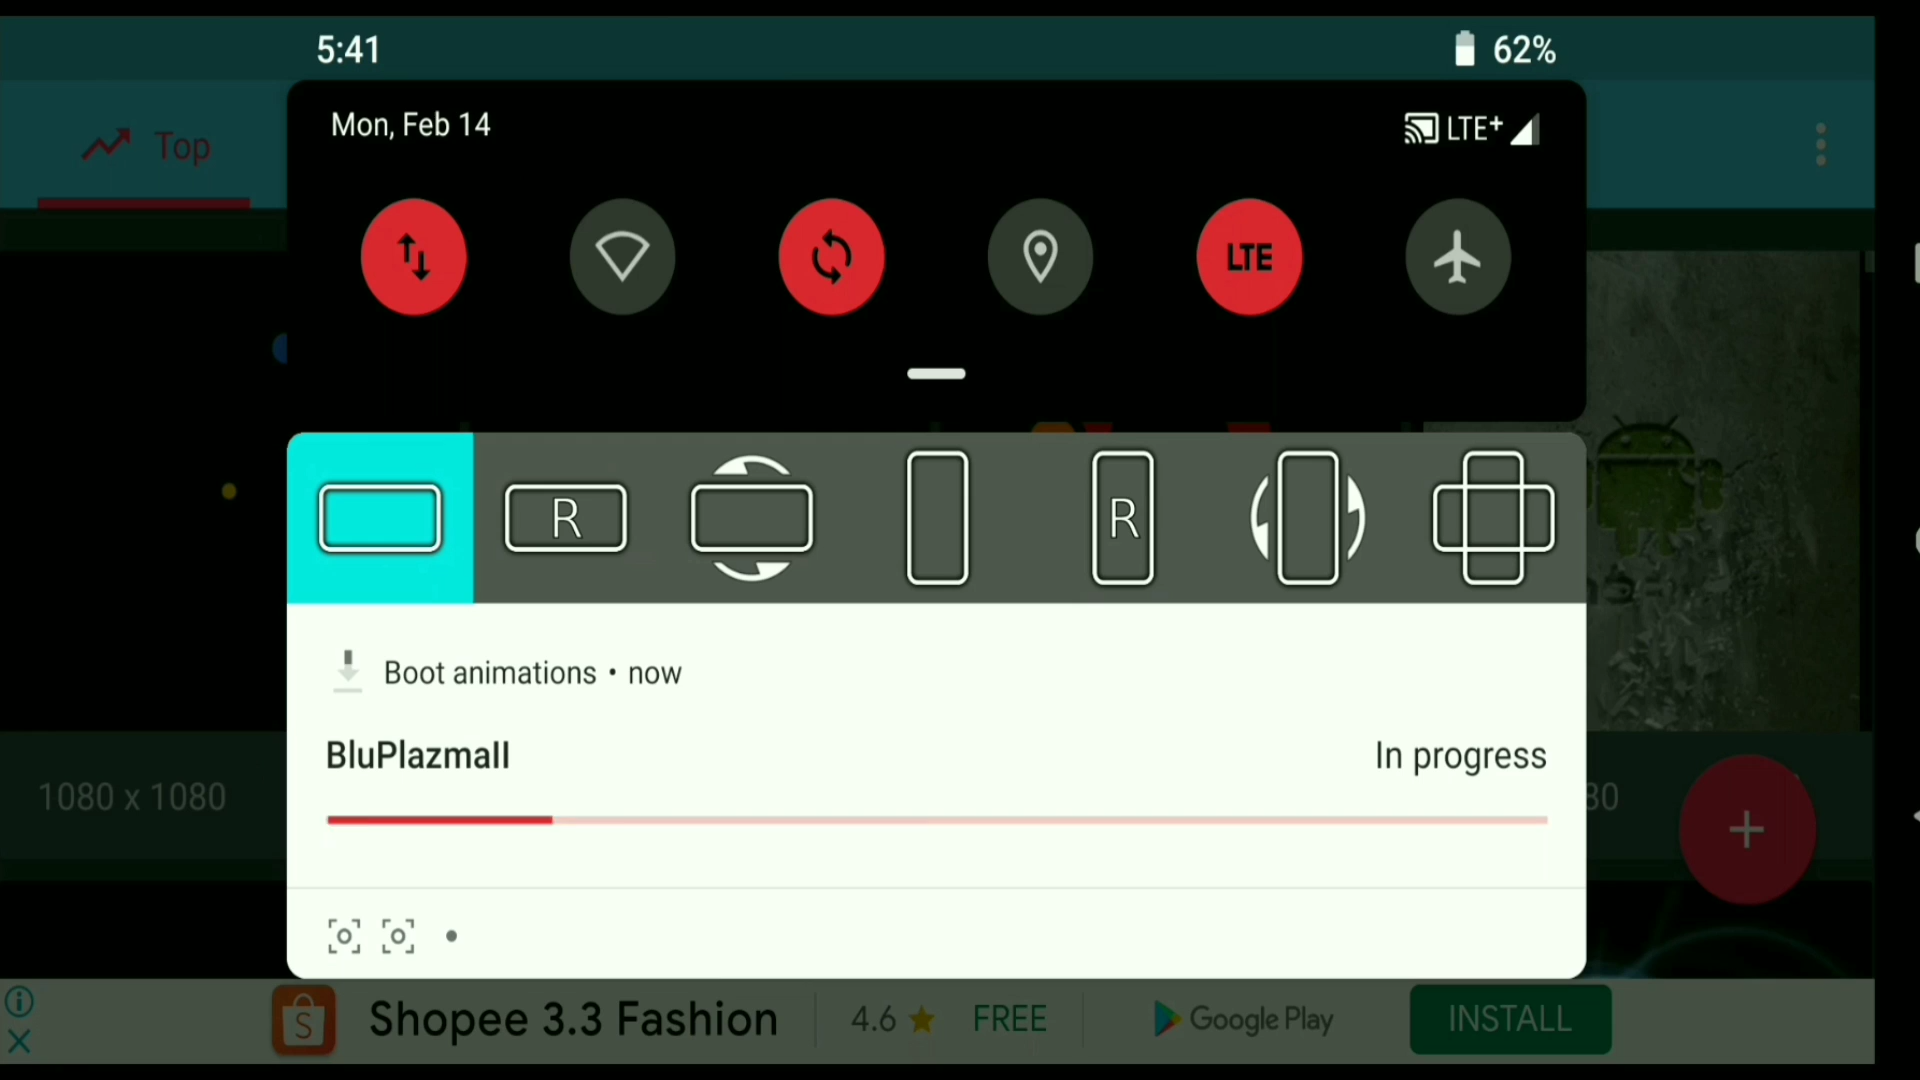 5:41
62%
Mon, Feb 14
LTE+
Top
LTE
R
R
Boot animations • now
BluPlazmaII
In progress
1080 x 1080
80
Shopee 3.3 Fashion
4.6
FREE
Google Play
INSTALL